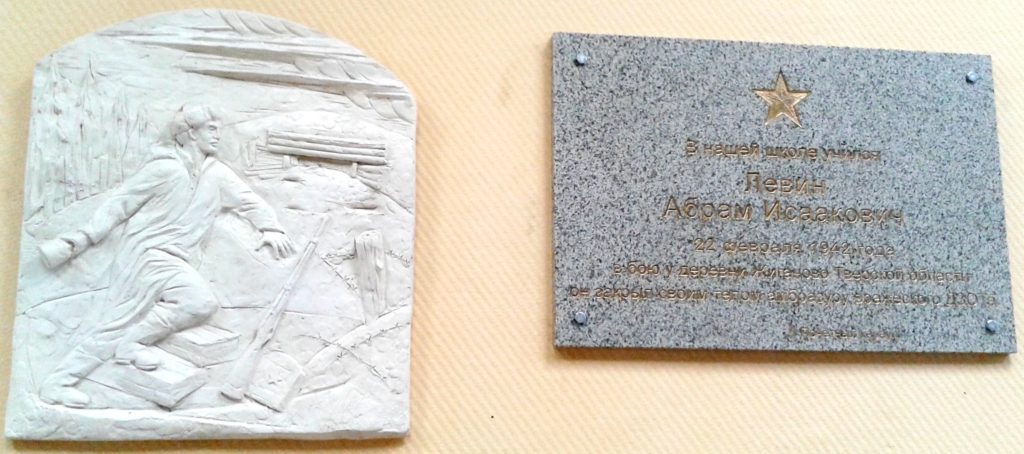 В нашей школе учился
Левин
Абрам Исаакович
22 февраля 1942 года
в бою у деревни Жиганово Тверской области
он закрыл своим телом амбразуру вражеского ДЗОТа